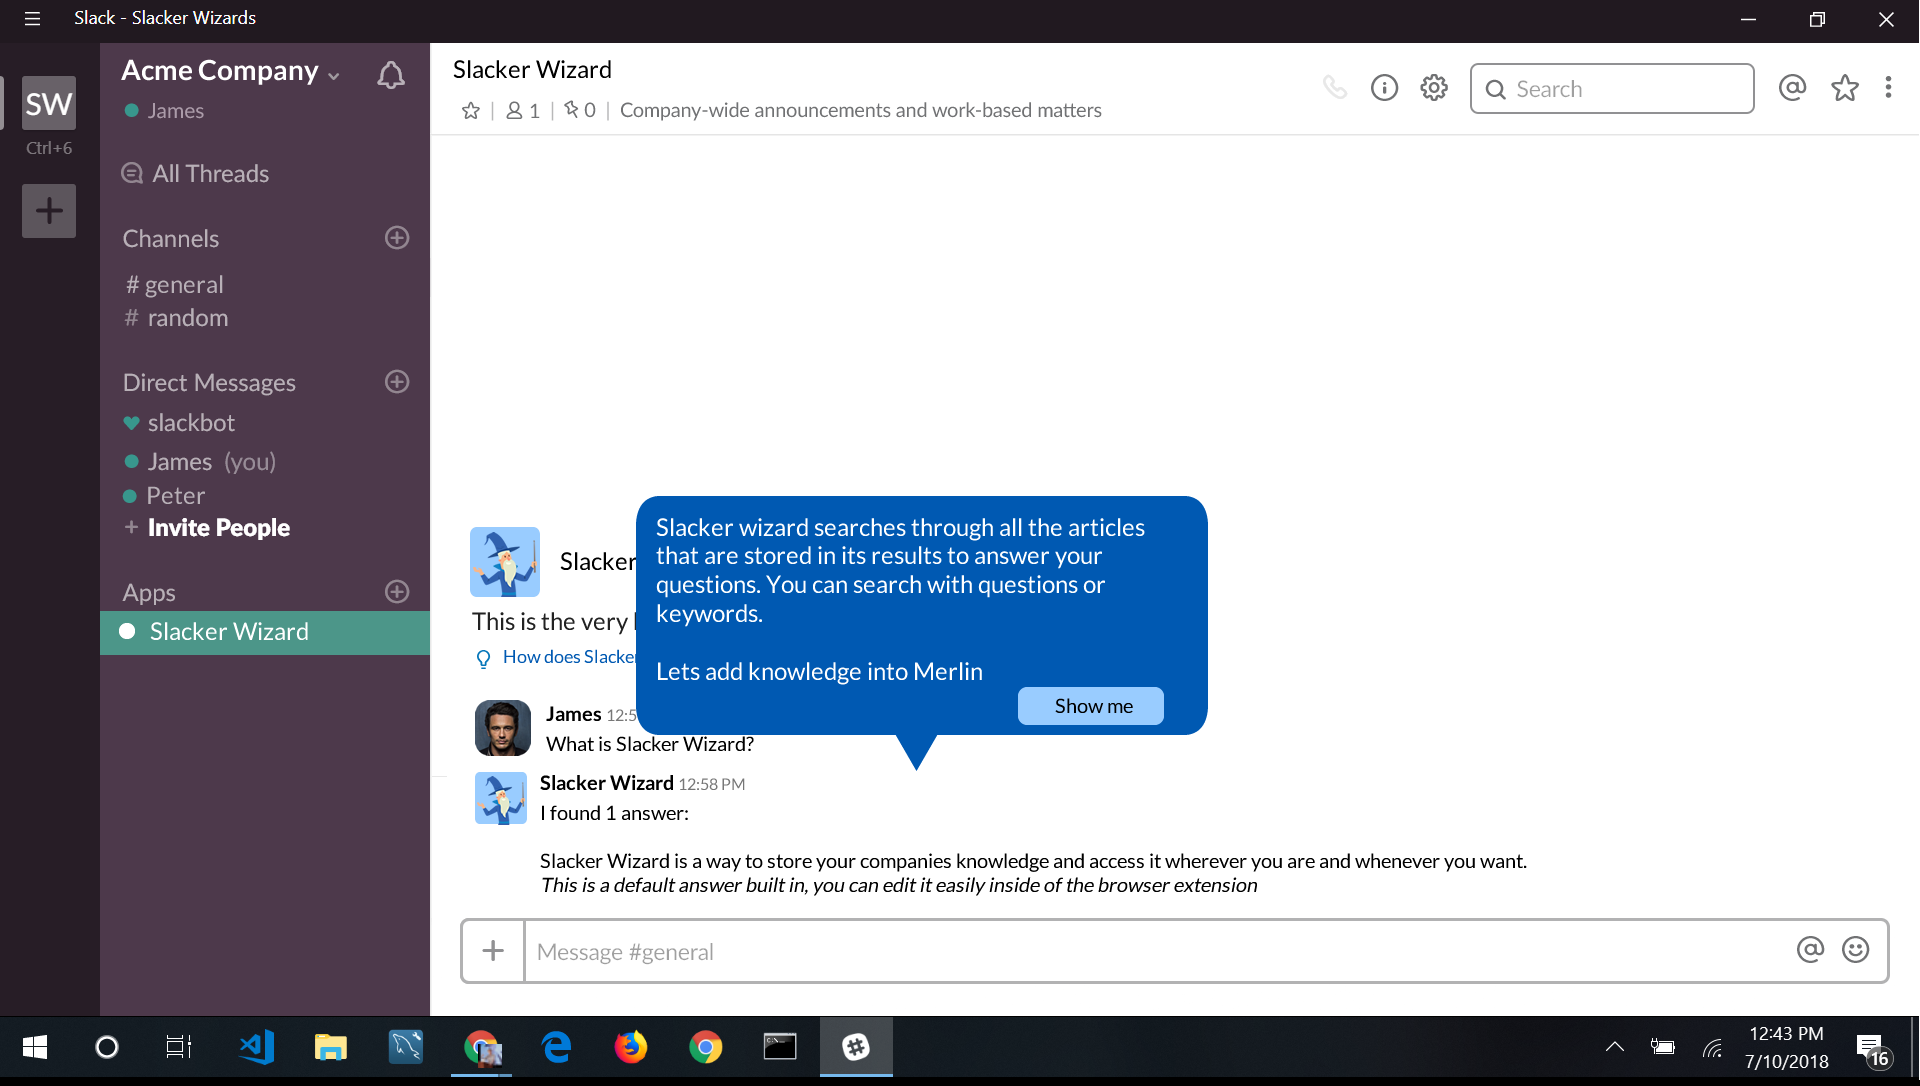 Slack - Slacker Wizards
SW
Ctrl+6
Acme Company
James
All Threads
Channels
# general
# random
Direct Messages
slackbot
James (you)
Peter
+ Invite People
Apps
Slacker Wizard
Slacker Wizard
1 | 0 | Company-wide announcements and work-based matters
Search
Slacker
This is the very
How does Slacker
Slacker wizard searches through all the articles
that are stored in its results to answer your
questions. You can search with questions or
keywords.
Lets add knowledge into Merlin
Show me
James 12:5
What is Slacker Wizard?
Slacker Wizard 12:58 PM
I found 1 answer:
Slacker Wizard is a way to store your companies knowledge and access it wherever you are and whenever you want.
This is a default answer built in, you can edit it easily inside of the browser extension
Message #general
12:43 PM
7/10/2018
16